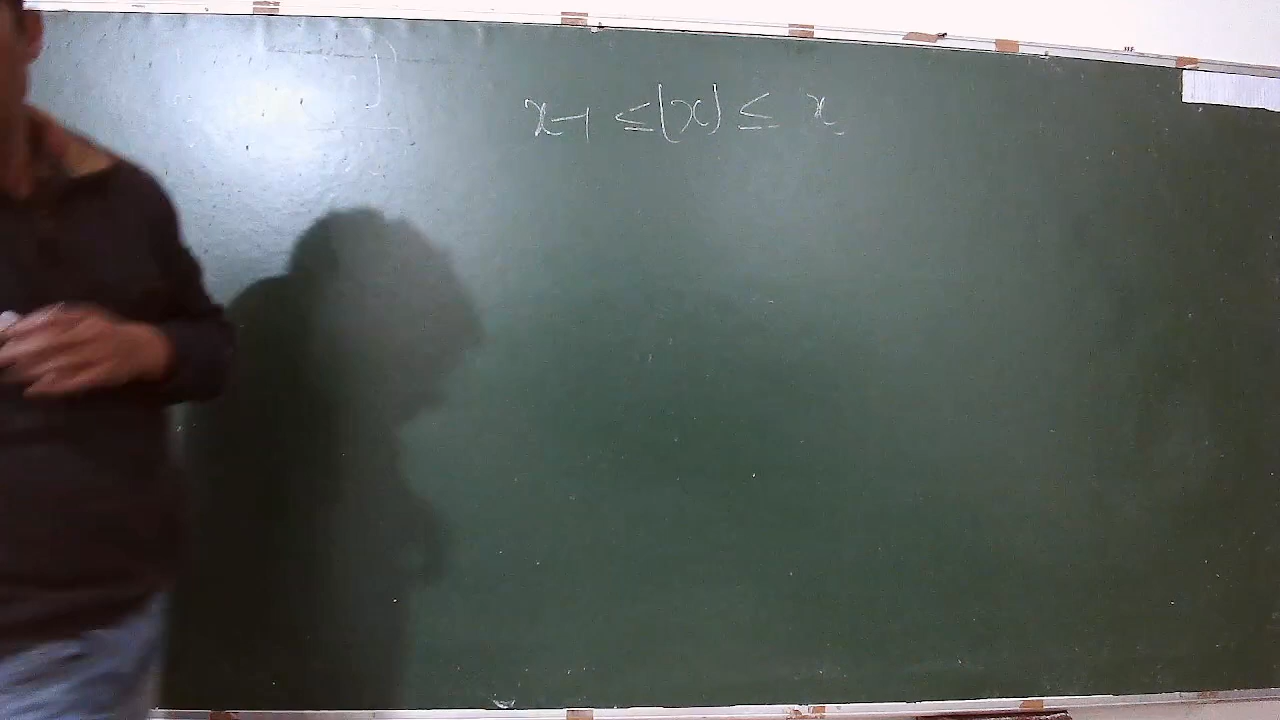 x-1 ≤ [x] ≤ x